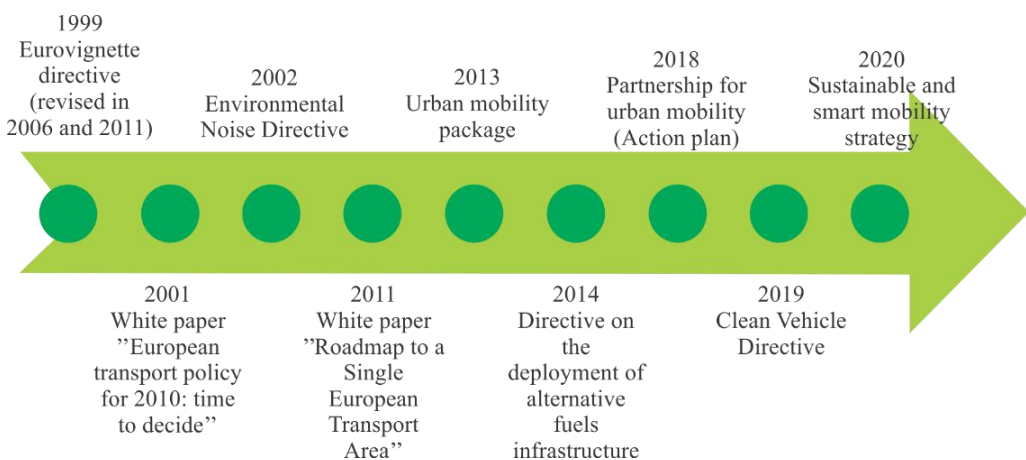 1999
Eurovignette
directive
(revised in
2006 and 2011)
2001
White paper
”European
transport policy
for 2010: time
to decide”
2002
Environmental
Noise Directive
2011
White paper
”Roadmap to a
Single
European
Transport
Area”
2013
Urban mobility
package
2014
Directive on
the
deployment of
alternative
fuels
infrastructure
2018
Partnership for
urban mobility
(Action plan)
2019
Clean Vehicle
Directive
2020
Sustainable and
smart mobility
strategy